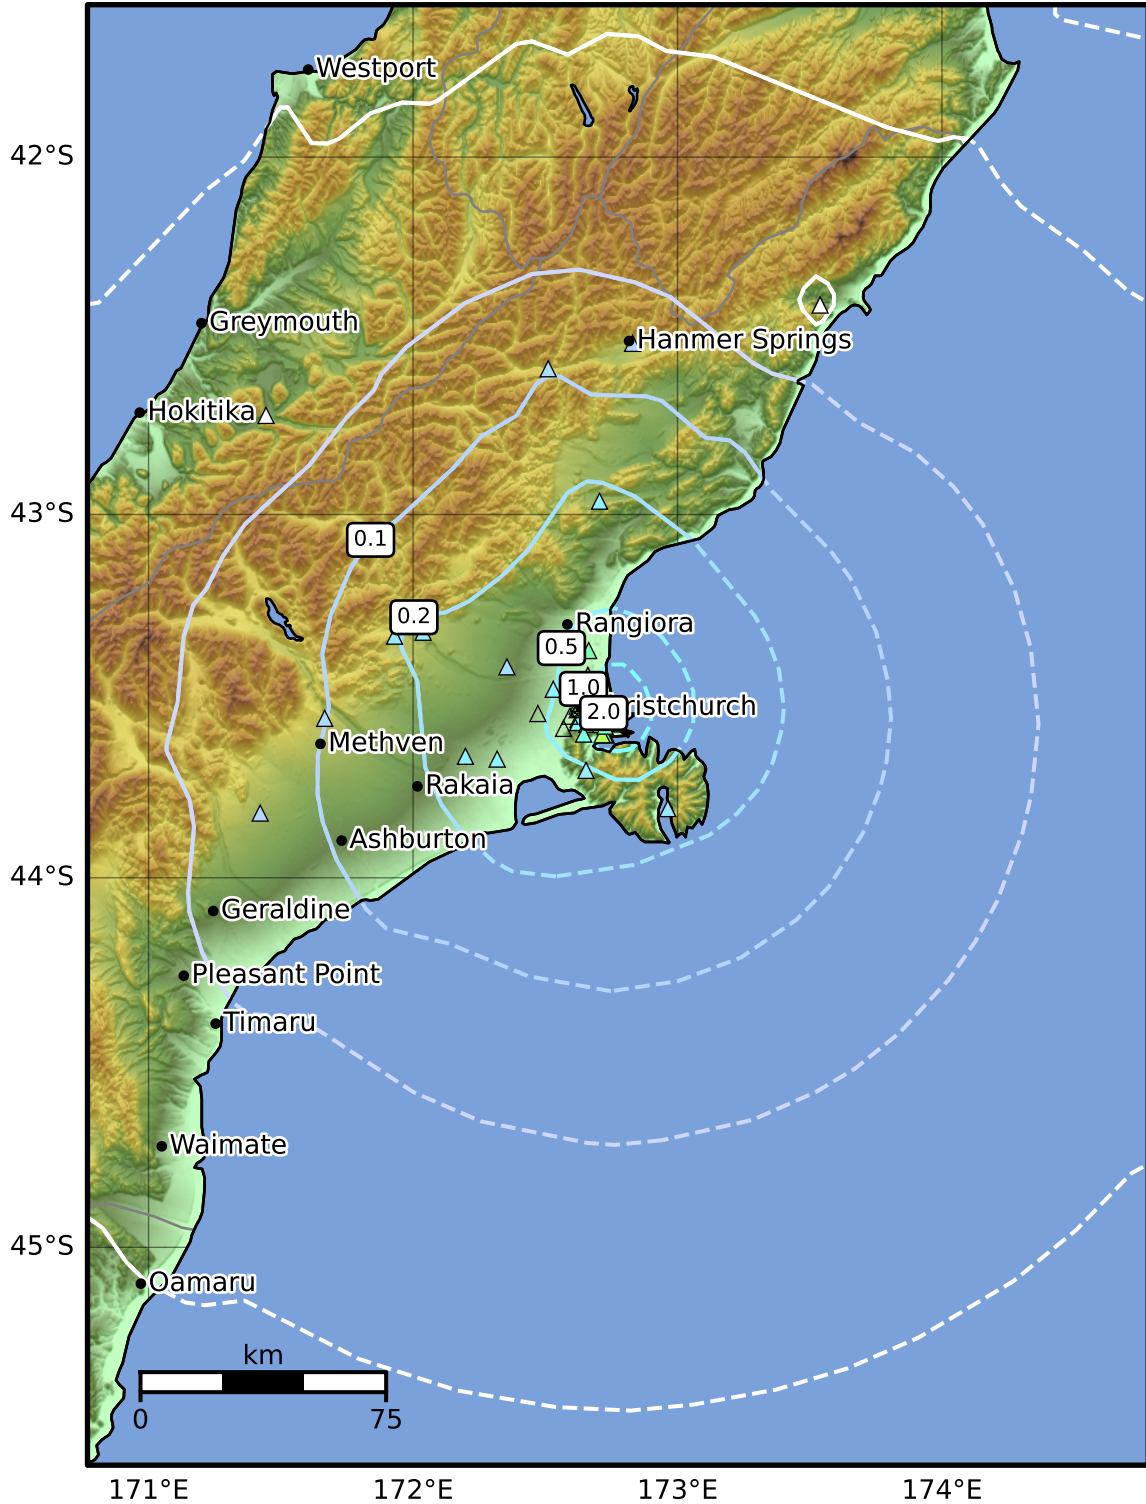 Westport
42°S
Greymouth
Hanmer Springs
Hokitika
43°S
0.1
0.2
Rangiora
0.5
1.0
2.0
ristchurch
Methven
Rakaia
Ashburton
44°S
Geraldine
Pleasant Point
Timaru
Waimate
45°S
Oamaru
km
0 75
171°E 172°E 173°E 174°E